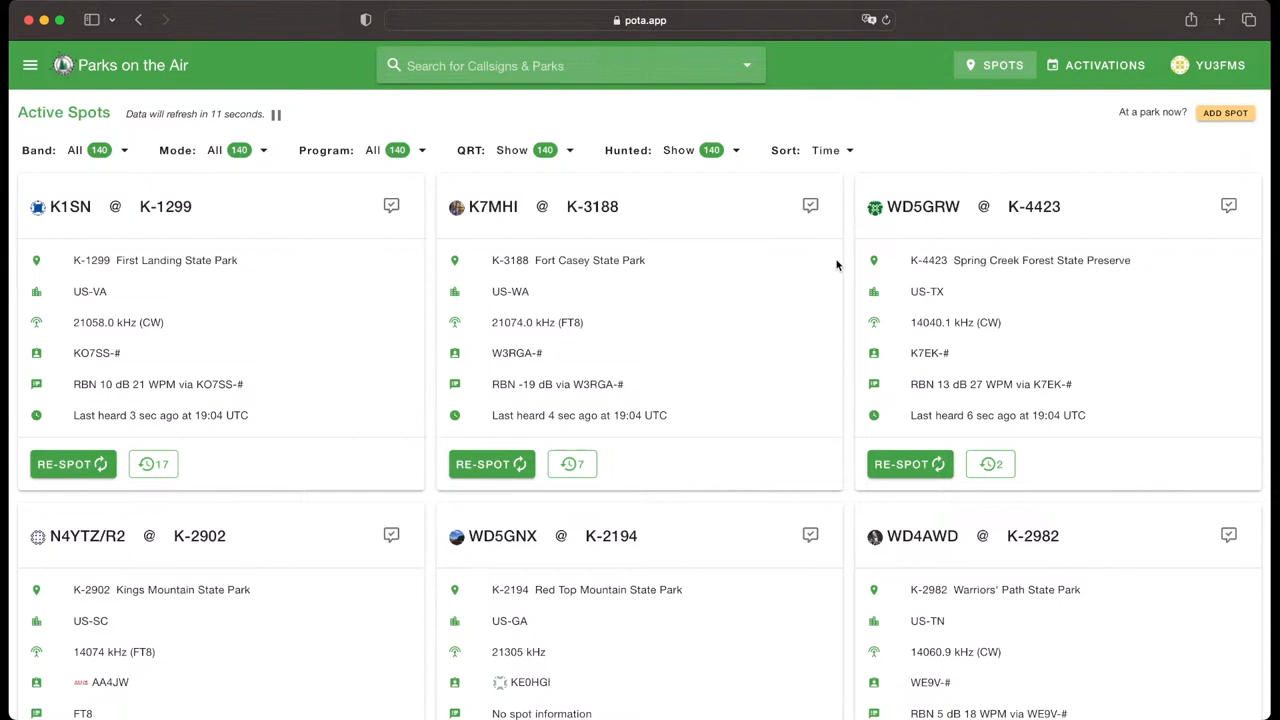 pota.app
Parks on the Air
Search for Callsigns & Parks
SPOTS
ACTIVATIONS
YU3FMS
Active Spots
Data will refresh in 11 seconds.
At a park now?
ADD SPOT
Band: All 140
Mode: All 140
Program: All 140
QRT: Show 140
Hunted: Show 140
Sort: Time
K1SN @ K-1299
K-1299 First Landing State Park
US-VA
21058.0 kHz (CW)
KO7SS-#
RBN 10 dB 21 WPM via KO7SS-#
Last heard 3 sec ago at 19:04 UTC
RE-SPOT
17
K7MHI @ K-3188
K-3188 Fort Casey State Park
US-WA
21074.0 kHz (FT8)
W3RGA-#
RBN -19 dB via W3RGA-#
Last heard 4 sec ago at 19:04 UTC
RE-SPOT
7
WD5GRW @ K-4423
K-4423 Spring Creek Forest State Preserve
US-TX
14040.1 kHz (CW)
K7EK-#
RBN 13 dB 27 WPM via K7EK-#
Last heard 6 sec ago at 19:04 UTC
RE-SPOT
2
N4YTZ/R2 @ K-2902
K-2902 Kings Mountain State Park
US-SC
14074 kHz (FT8)
AA4JW
FT8
WD5GNX @ K-2194
K-2194 Red Top Mountain State Park
US-GA
21305 kHz
KE0HGI
No spot information
WD4AWD @ K-2982
K-2982 Warriors' Path State Park
US-TN
14060.9 kHz (CW)
WE9V-#
RBN 5 dB 18 WPM via WE9V-#